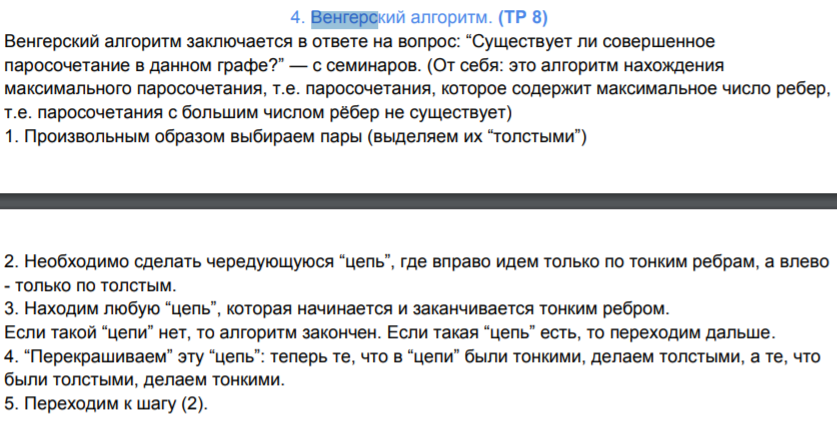 4. Венгерский алгоритм. (ТР 8)
Венгерский алгоритм заключается в ответе на вопрос: “Существует ли совершенное
паросочетание в данном графе?” — с семинаров. (От себя: это алгоритм нахождения
максимального паросочетания, т.е. паросочетания, которое содержит максимальное число ребер,
т.е. паросочетания с большим числом рёбер не существует)
1. Произвольным образом выбираем пары (выделяем их “толстыми”)
2. Необходимо сделать чередующуюся “цепь”, где вправо идем только по тонким ребрам, а влево
- только по толстым.
3. Находим любую “цепь”, которая начинается и заканчивается тонким ребром.
Если такой “цепи” нет, то алгоритм закончен. Если такая “цепь” есть, то переходим дальше.
4. “Перекрашиваем” эту “цепь”: теперь те, что в “цепи” были тонкими, делаем толстыми, а те, что
были толстыми, делаем тонкими.
5. Переходим к шагу (2).